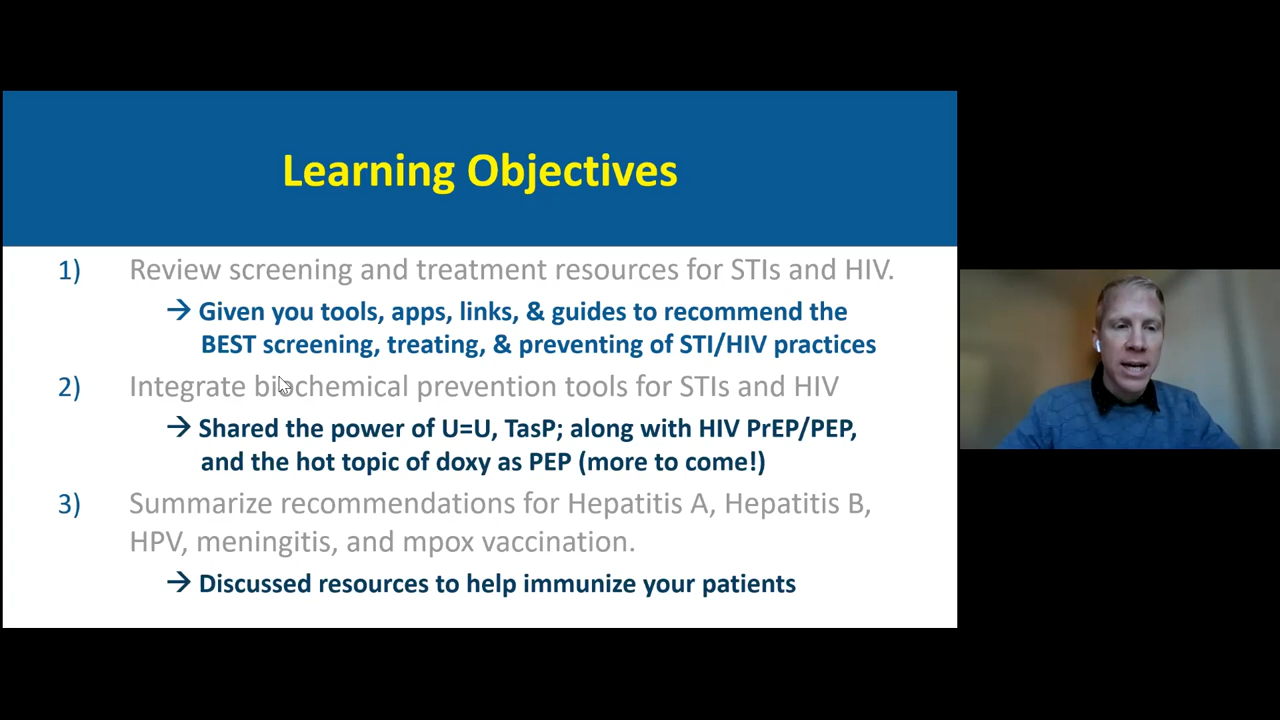 Learning Objectives
1) Review screening and treatment resources for STIs and HIV.
→ Given you tools, apps, links, & guides to recommend the
BEST screening, treating, & preventing of STI/HIV practices
2) Integrate biochemical prevention tools for STIs and HIV
→ Shared the power of U=U, TasP; along with HIV PrEP/PEP,
and the hot topic of doxy as PEP (more to come!)
3) Summarize recommendations for Hepatitis A, Hepatitis B,
HPV, meningitis, and mpox vaccination.
→ Discussed resources to help immunize your patients